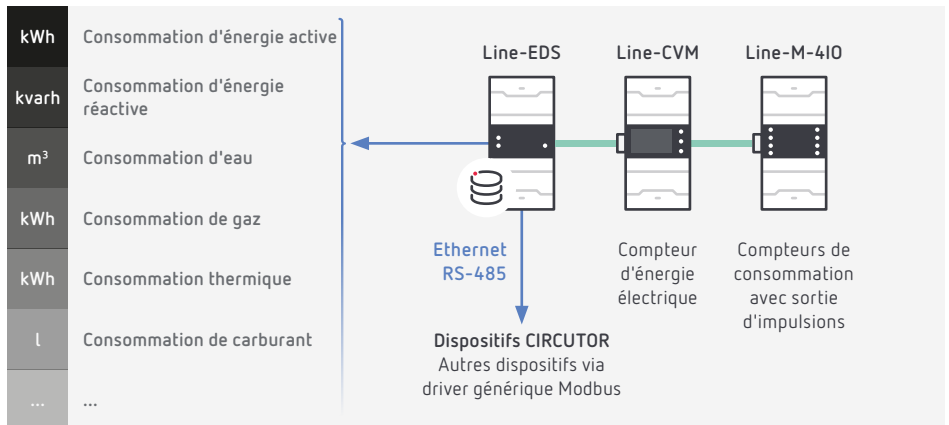 kWh Consommation d'énergie active
kvarh Consommation d'énergie
réactive
m³ Consommation d'eau
kWh Consommation de gaz
kWh Consommation thermique
l Consommation de carburant
... ...
Line-EDS
Line-CVM
Line-M-4IO
Ethernet
RS-485
Compteur
d'énergie
électrique
Compteurs de
consommation
avec sortie
d'impulsions
Dispositifs CIRCUTOR
Autres dispositifs via
driver générique Modbus